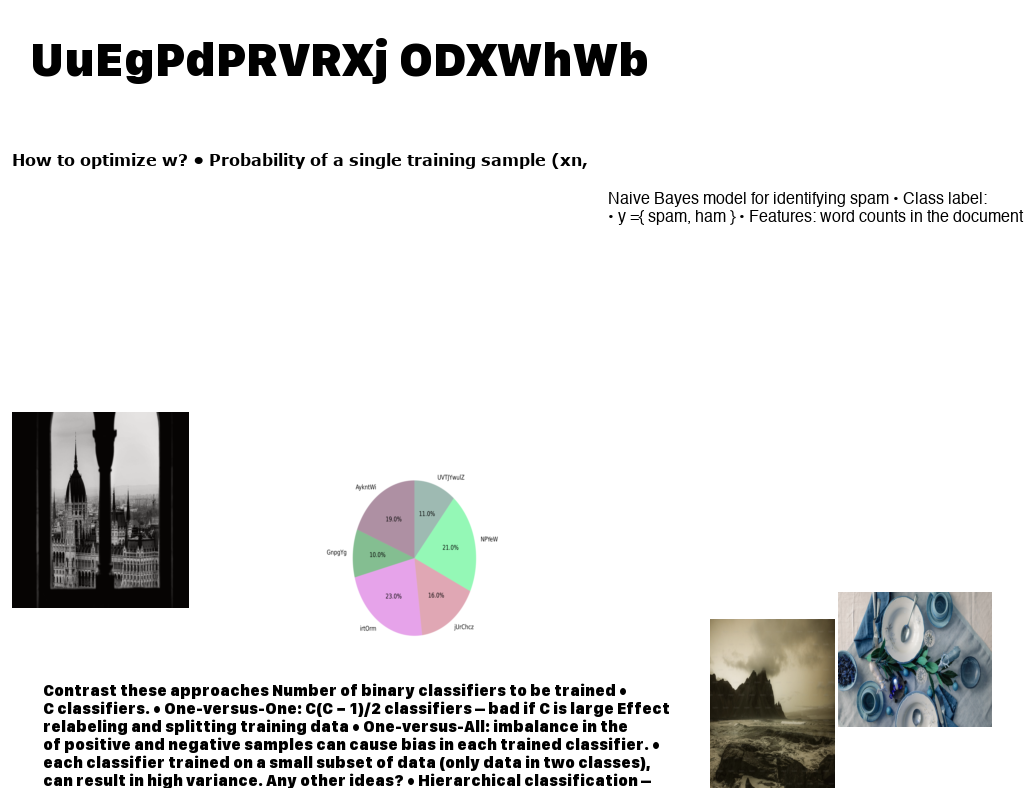 UuEgPdPRVRXj ODXWhWb
How to optimize w? • Probability of a single training sample (xn,
Naive Bayes model for identifying spam • Class label:
• y ={ spam, ham } • Features: word counts in the document
UVTJYwulZ
AykntWi
11.0%
19.0%
NPYeW
21.0%
GnpgYg
10.0%
23.0%
16.0%
irtOrm
jUrChcz
Contrast these approaches Number of binary classifiers to be trained •
C classifiers. • One-versus-One: C(C − 1)/2 classifiers – bad if C is large Effect
relabeling and splitting training data • One-versus-All: imbalance in the
of positive and negative samples can cause bias in each trained classifier. •
each classifier trained on a small subset of data (only data in two classes),
can result in high variance. Any other ideas? • Hierarchical classification –